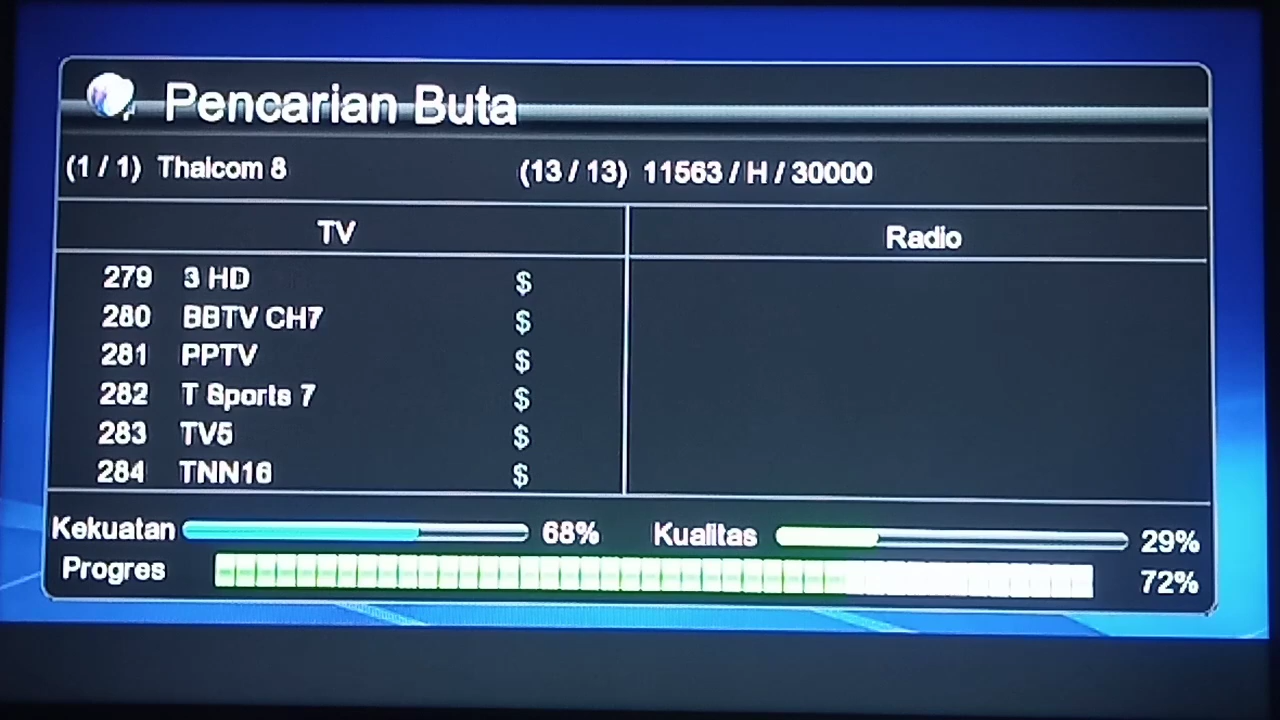 Pencarian Buta
(1 / 1) Thaicom 8 (13 / 13) 11563 / H / 30000
TV Radio
279 3 HD $
280 BBTV CH7 $
281 PPTV $
282 T Sports 7 $
283 TV5 $
284 TNN16 $
Kekuatan 68% Kualitas 29%
Progres 72%